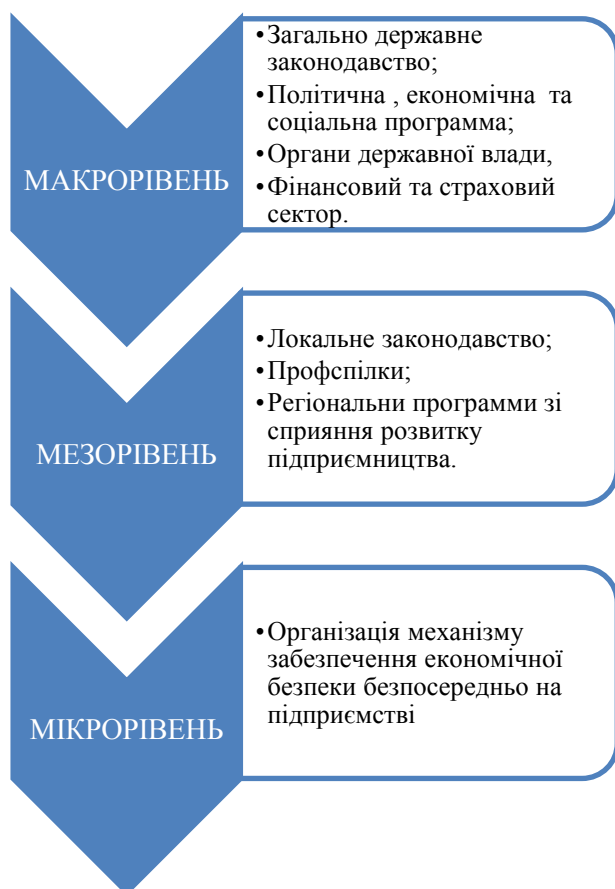 •Загально державне
законодавство;
•Політична , економічна та
соціальна программа;
•Органи державної влади,
•Фінансовий та страховий
сектор.
МАКРОРІВЕНЬ
•Локальне законодавство;
•Профспілки;
•Регіональни программи зі
сприяння розвитку
підприємництва.
МЕЗОРІВЕНЬ
•Організація механізму
забезпечення економічної
безпеки безпосередньо на
підприємстві
МІКРОРІВЕНЬ